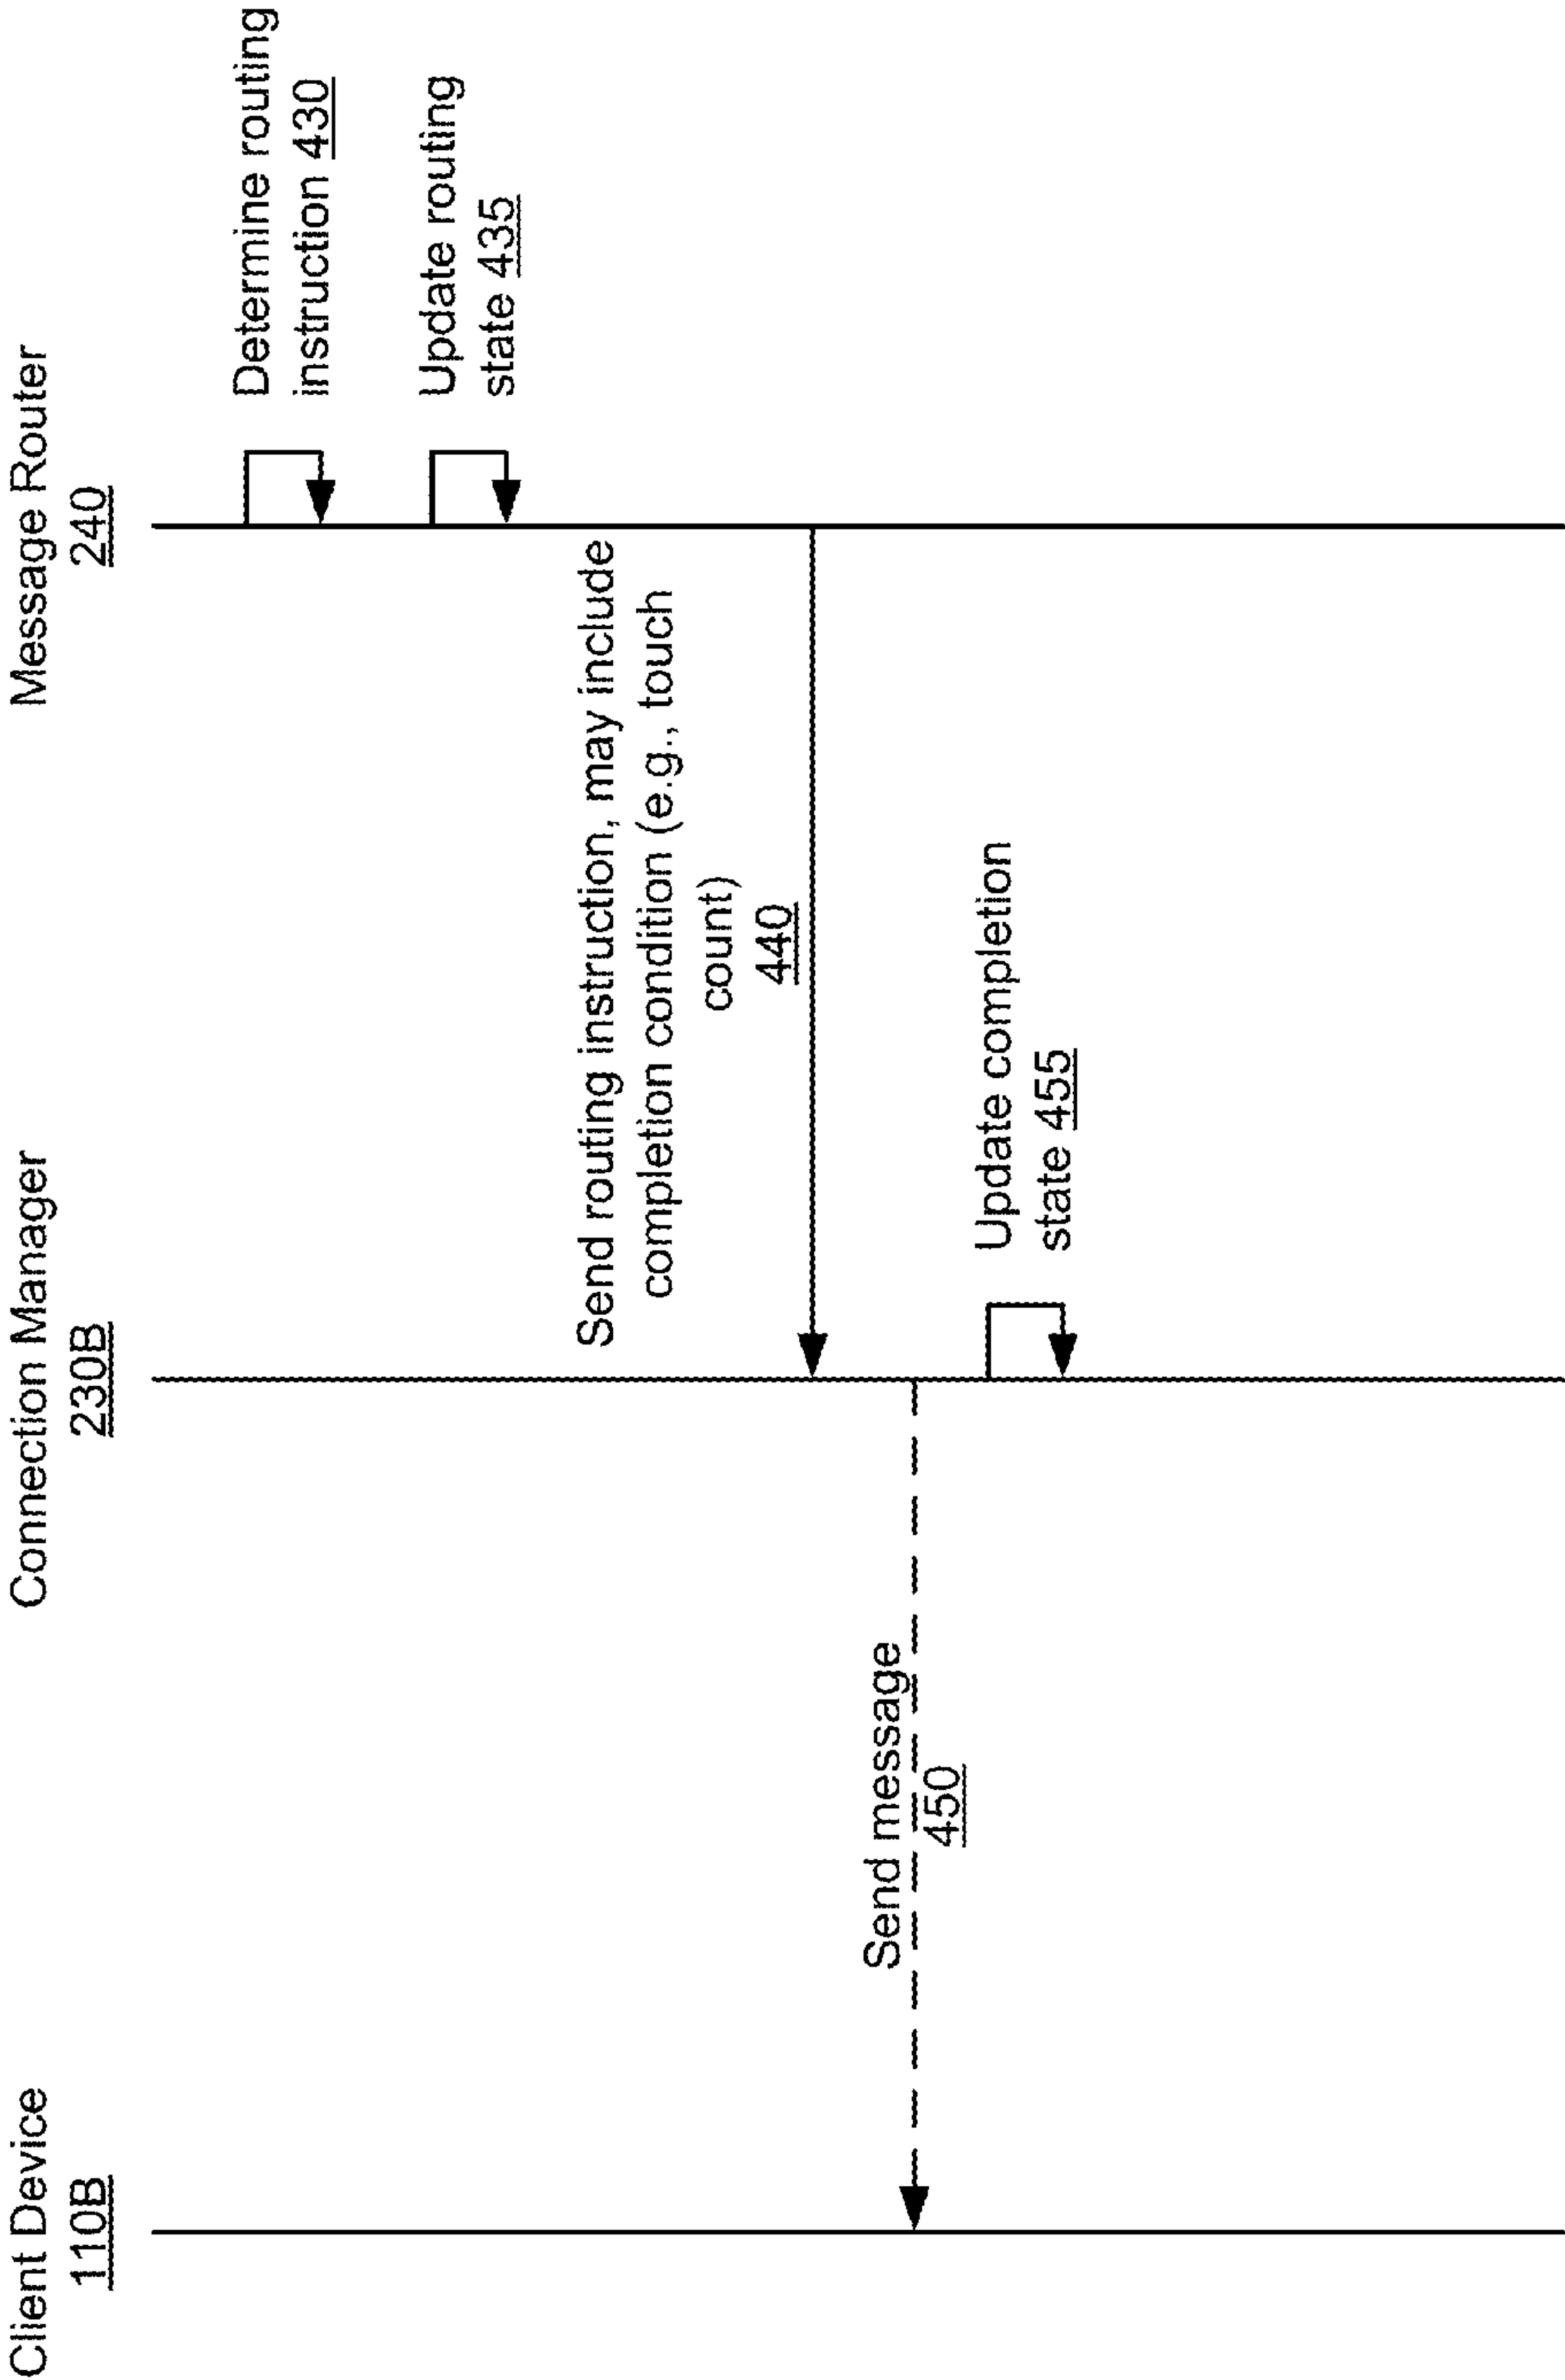 Client Device
110B
Connection Manager
230B
Message Router
240
Determine routing
instruction 430
Update routing
state 435
Send routing instruction, may include
completion condition (e.g., touch
count)
440
Send message
450
Update completion
state 455